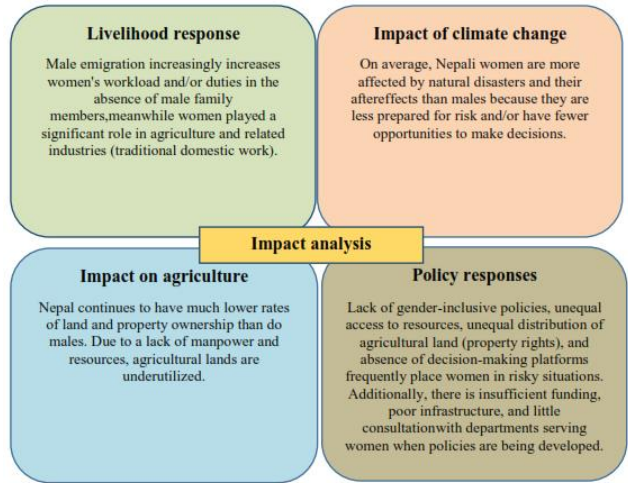 Livelihood response
Male emigration increasingly increases
women's workload and/or duties in the
absence of male family
members,meanwhile women played a
significant role in agriculture and related
industries (traditional domestic work).
Impact of climate change
On average, Nepali women are more
affected by natural disasters and their
aftereffects than males because they are
less prepared for risk and/or have fewer
opportunities to make decisions.
Impact analysis
Impact on agriculture
Nepal continues to have much lower rates
of land and property ownership than do
males. Due to a lack of manpower and
resources, agricultural lands are
underutilized.
Policy responses
Lack of gender-inclusive policies, unequal
access to resources, unequal distribution of
agricultural land (property rights), and
absence of decision-making platforms
frequently place women in risky situations.
Additionally, there is insufficient funding,
poor infrastructure, and little
consultationwith departments serving
women when policies are being developed.